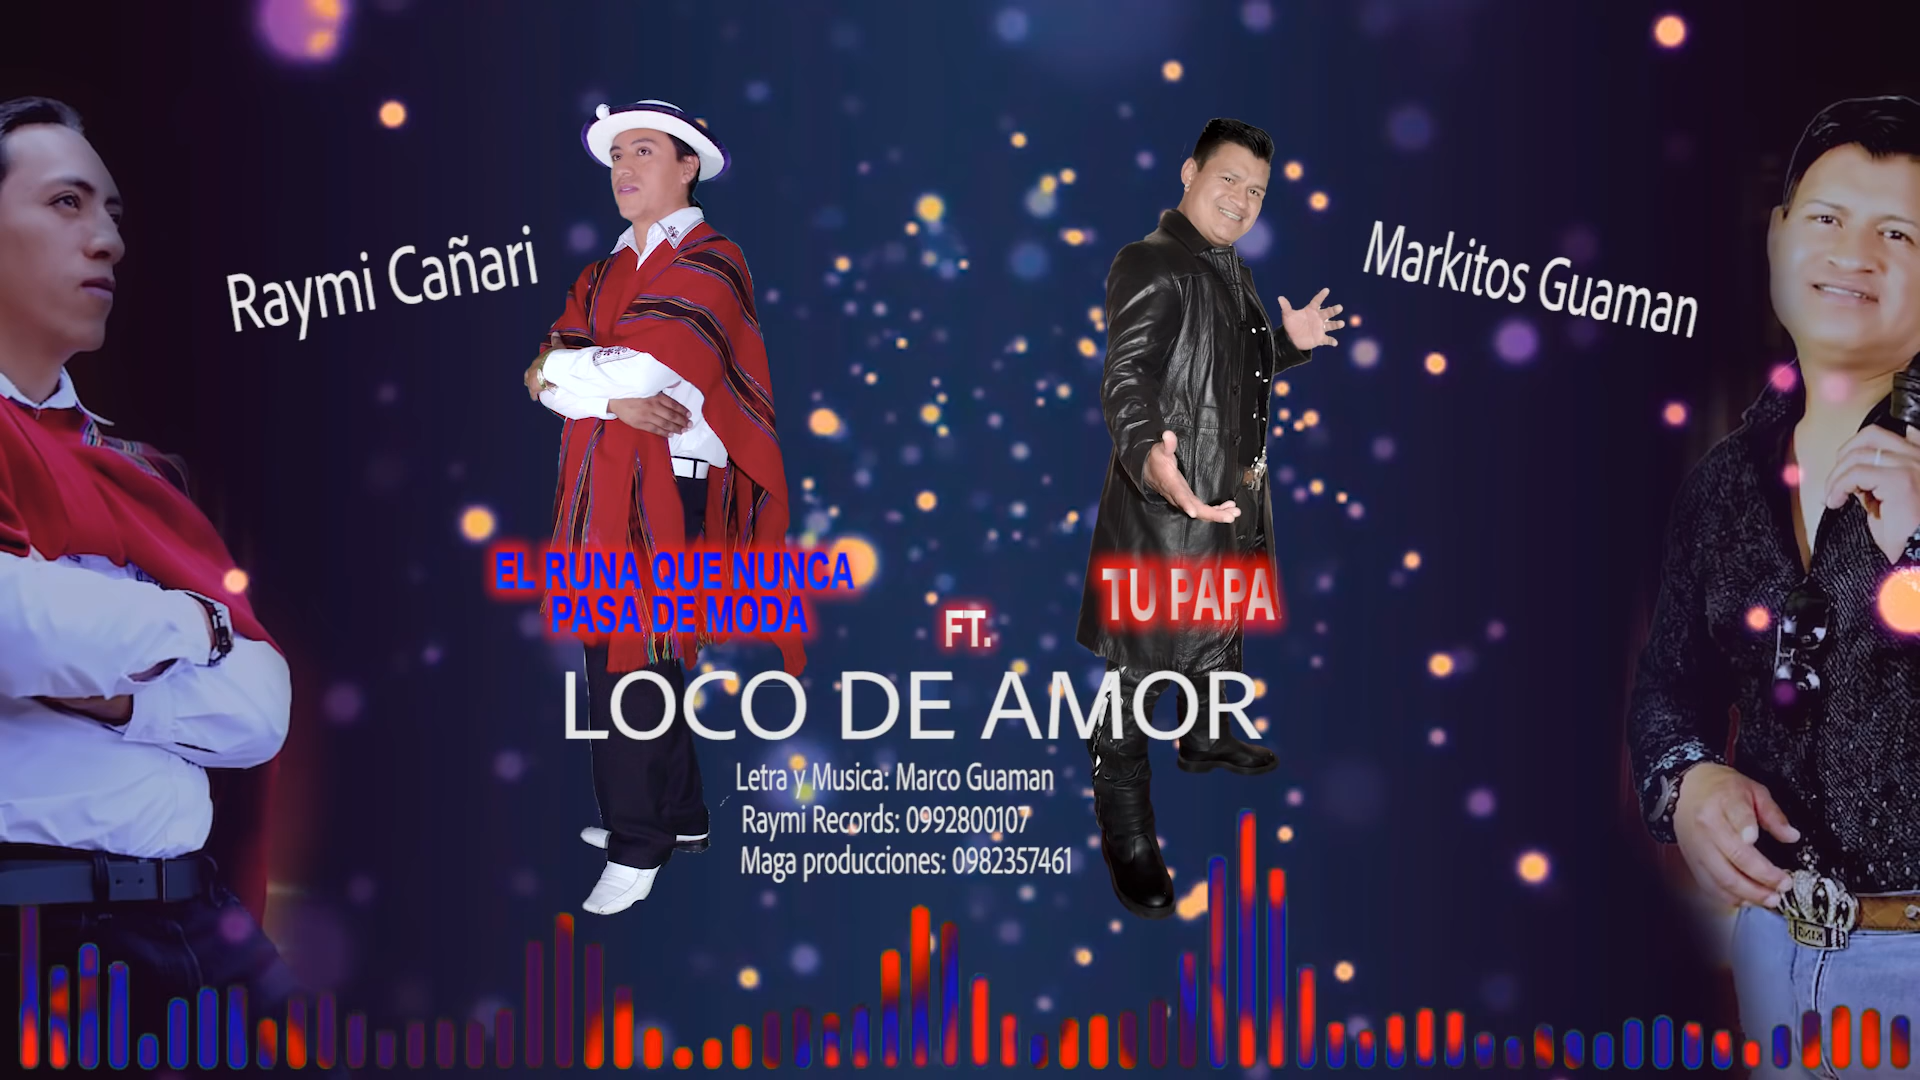 Raymi Cañari
Markitos Guaman
EL RUNA QUE NUNCA
PASA DE MODA
FT.
TU PAPA
LOCO DE AMOR
Letra y Musica: Marco Guaman
Raymi Records: 0992800107
Maga producciones: 0982357461